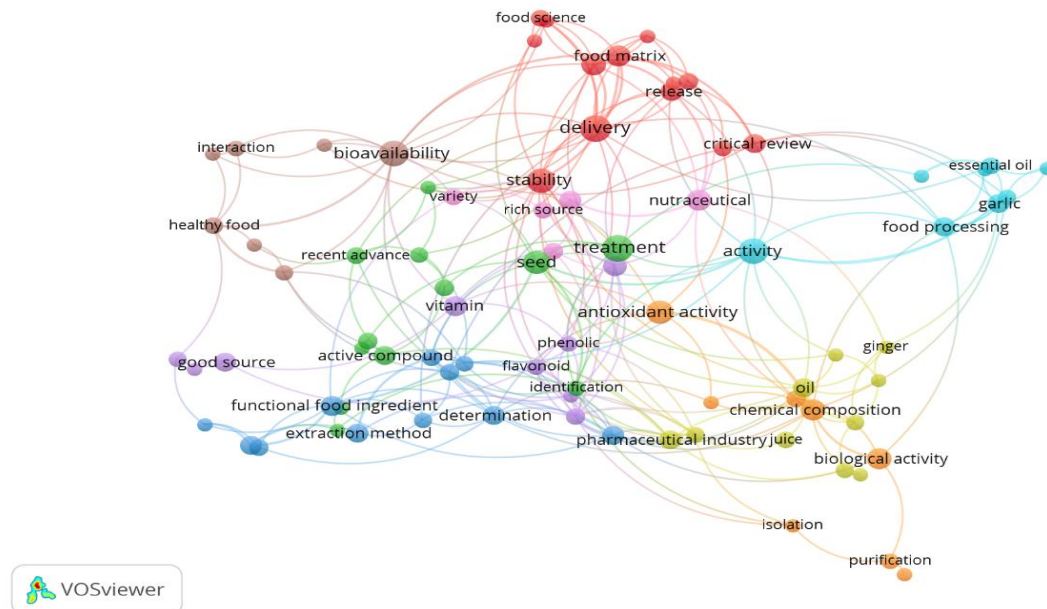 food science
food matrix
release
delivery
critical review
interaction
bioavailability
essential oil
stability
variety
nutraceutical
rich source
garlic
healthy food
food processing
treatment
recent advance
activity
seed
vitamin
antioxidant activity
phenolic
ginger
active compound
good source
flavonoid
identification
oil
functional food ingredient
determination
chemical composition
extraction method
pharmaceutical industry
juice
biological activity
isolation
purification
VOSviewer